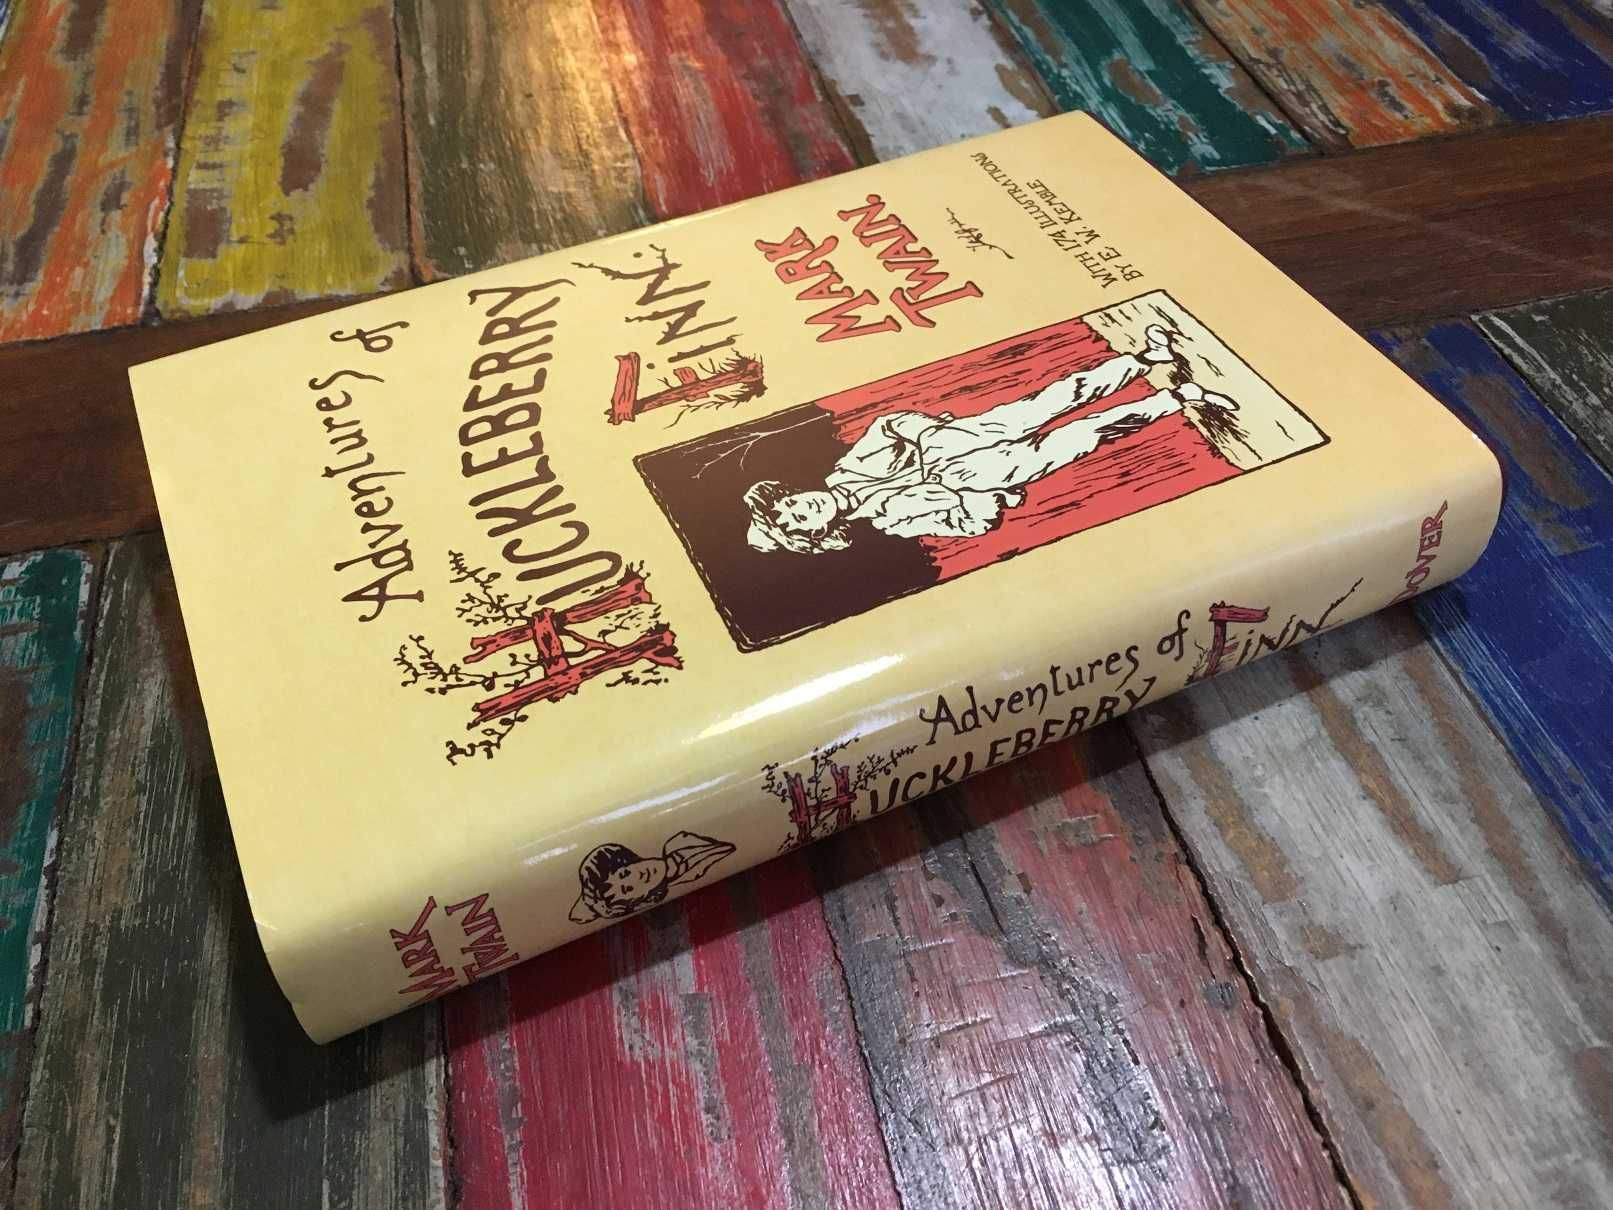 Adventures of
HUCKLEBERRY
FINN.
MARK
TWAIN.
WITH 174 ILLUSTRATIONS
BY E. W. KEMBLE
MARK
TWAIN
Adventures of
HUCKLEBERRY
FINN
DOVER